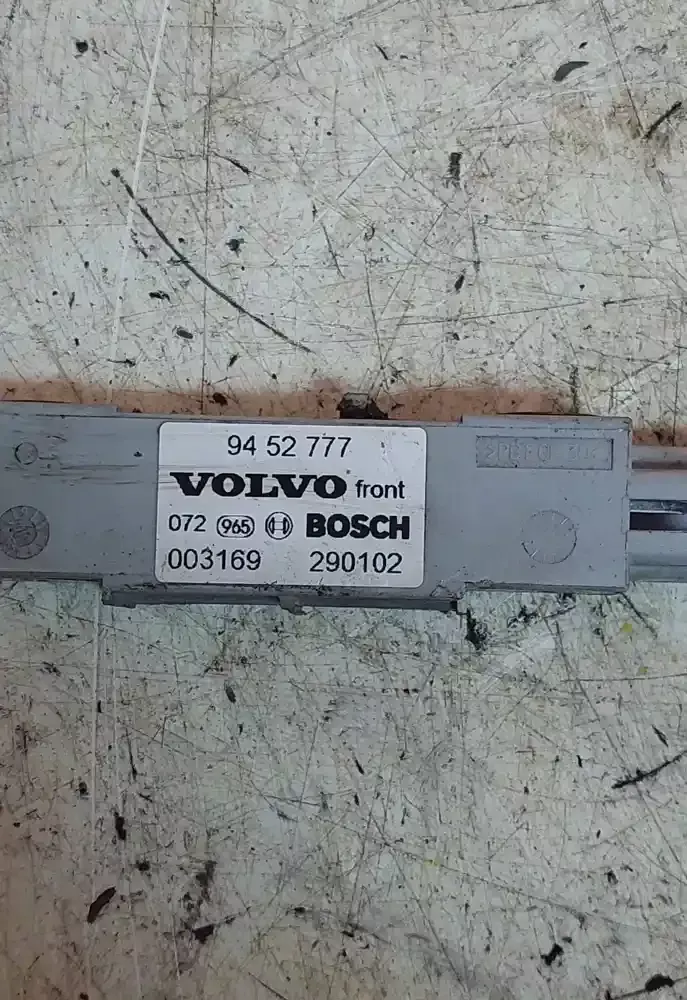 94 52 777
VOLVO front
072 965 BOSCH
003169 290102